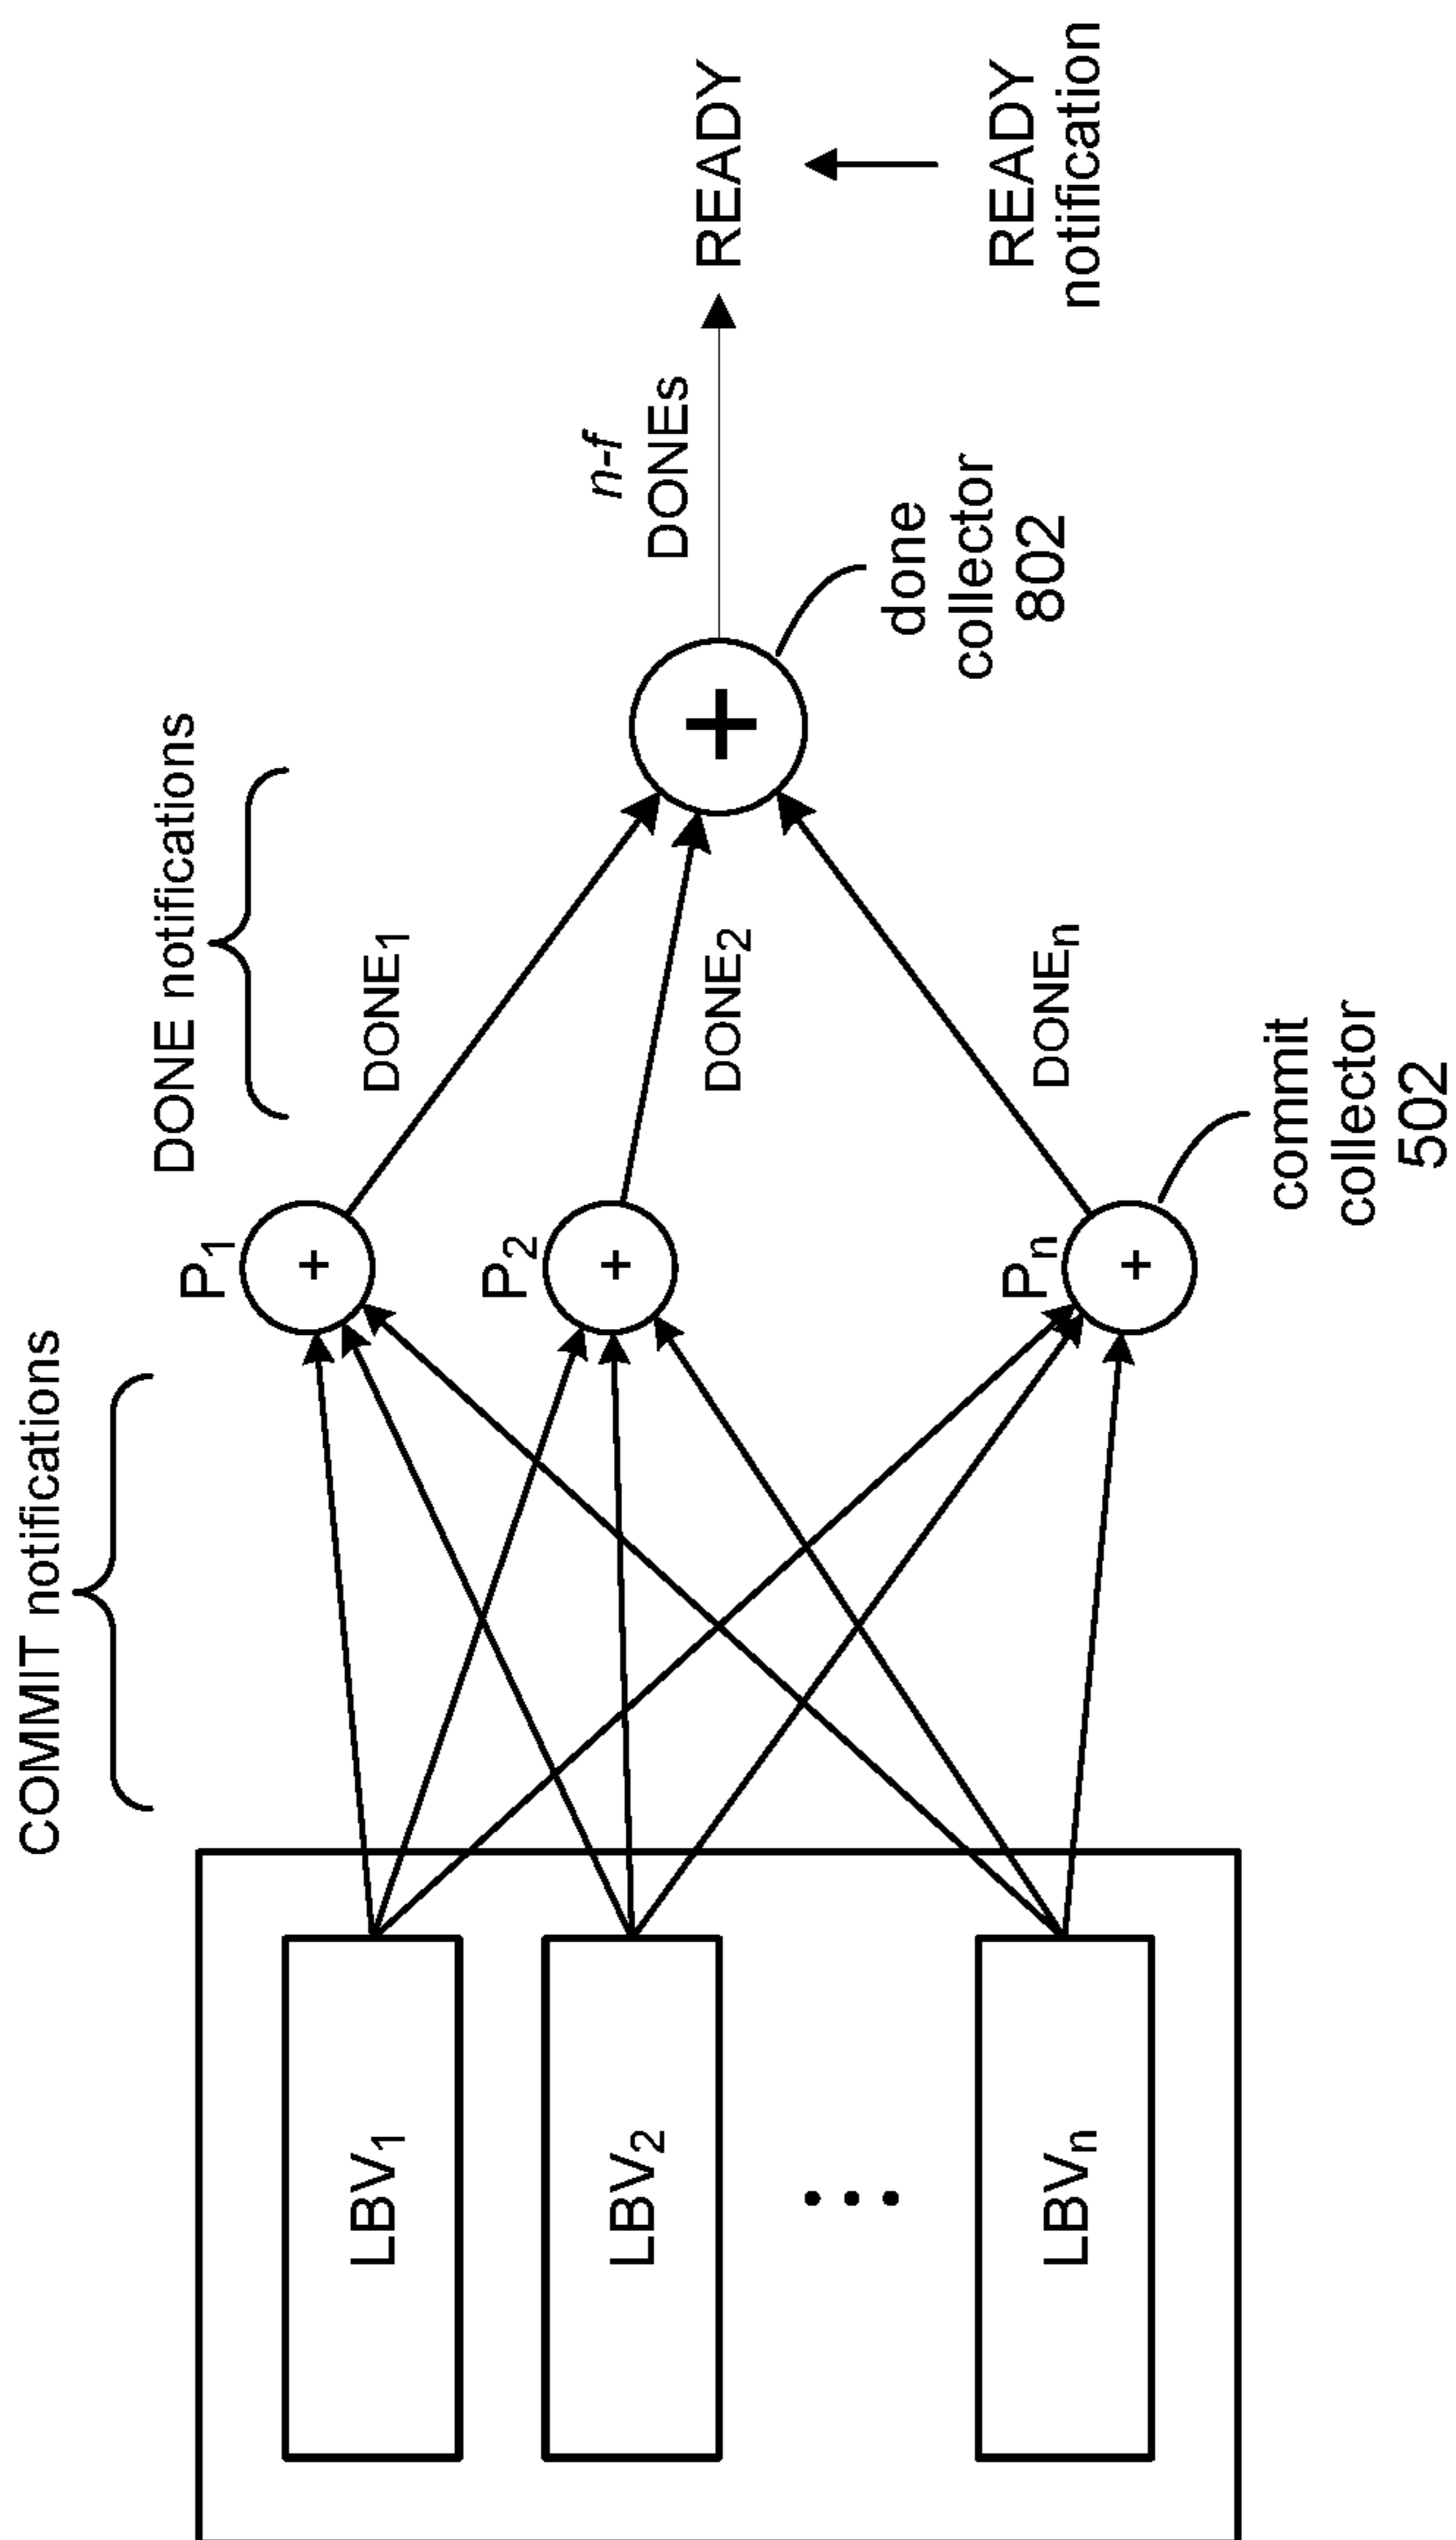 COMMIT notifications
DONE notifications
LBV1
LBV2
LBVn
P1
P2
Pn
DONE1
DONE2
DONEn
commit
collector
502
n-f
DONEs
done
collector
802
READY
READY
notification